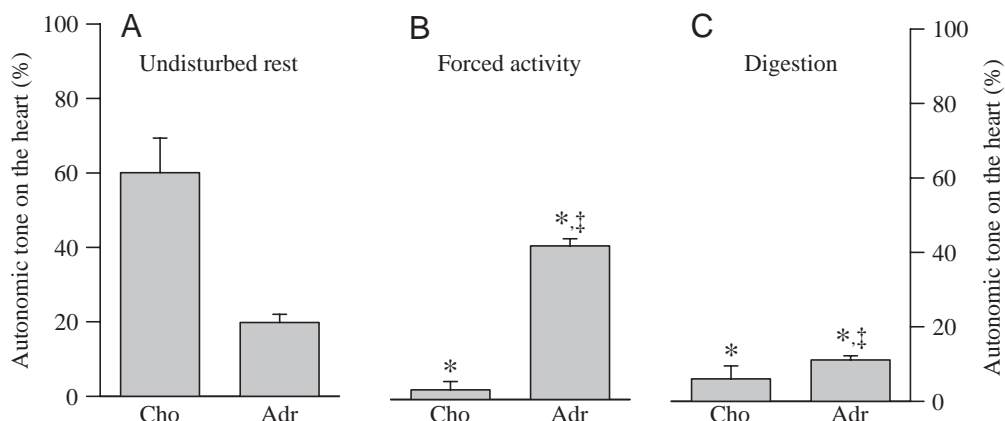 Autonomic tone on the heart (%)
100
80
60
40
20
0
A
Undisturbed rest
Cho
Adr
B
Forced activity
*
*,‡
Cho
Adr
C
Digestion
*
*,‡
Cho
Adr
100
80
60
40
20
0
Autonomic tone on the heart (%)